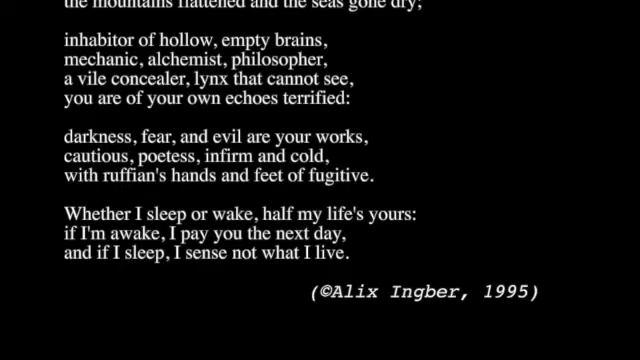 the mountains flattened and the seas gone dry;
inhabitor of hollow, empty brains,
mechanic, alchemist, philosopher,
a vile concealer, lynx that cannot see,
you are of your own echoes terrified:
darkness, fear, and evil are your works,
cautious, poetess, infirm and cold,
with ruffian's hands and feet of fugitive.
Whether I sleep or wake, half my life's yours:
if I'm awake, I pay you the next day,
and if I sleep, I sense not what I live.
(©Alix Ingber, 1995)